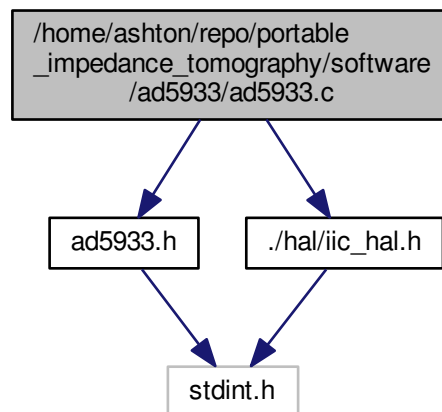 /home/ashton/repo/portable
_impedance_tomography/software
/ad5933/ad5933.c
ad5933.h
./hal/iic_hal.h
stdint.h